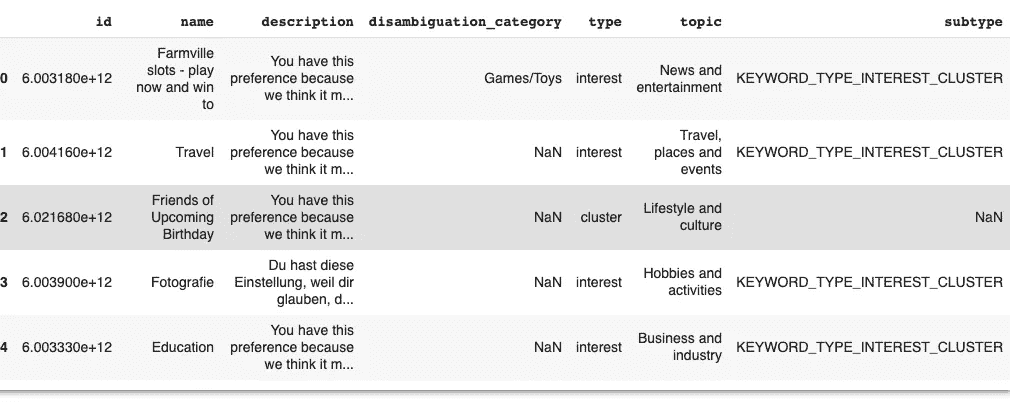 id name description disambiguation_category type topic subtype
0 6.003180e+12 Farmville slots - play now and win to You have this preference because we think it m... Games/Toys interest News and entertainment KEYWORD_TYPE_INTEREST_CLUSTER
1 6.004160e+12 Travel You have this preference because we think it m... NaN interest Travel, places and events KEYWORD_TYPE_INTEREST_CLUSTER
2 6.021680e+12 Friends of Upcoming Birthday You have this preference because we think it m... NaN cluster Lifestyle and culture NaN
3 6.003900e+12 Fotografie Du hast diese Einstellung, weil dir glauben, d... NaN interest Hobbies and activities KEYWORD_TYPE_INTEREST_CLUSTER
4 6.003330e+12 Education You have this preference because we think it m... NaN interest Business and industry KEYWORD_TYPE_INTEREST_CLUSTER